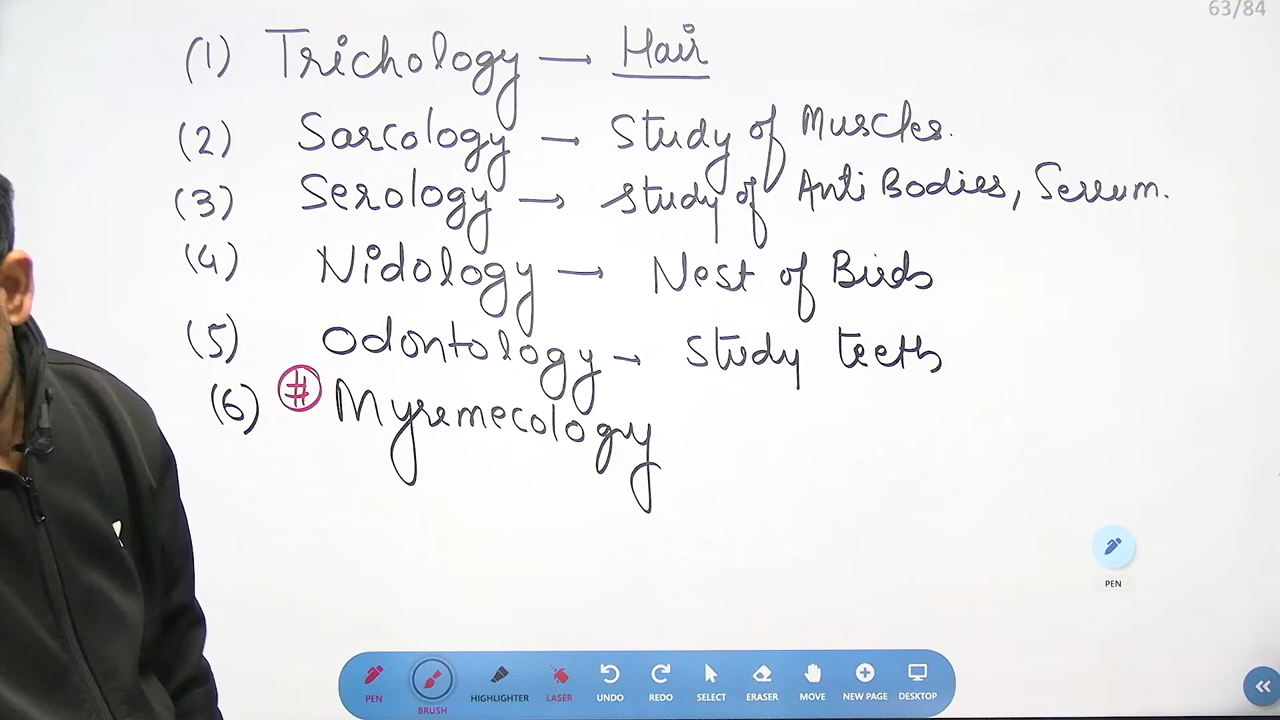 63/84
(1) Trichology → Hair
(2) Sarcology → Study of Muscles.
(3) Serology → Study of Anti Bodies, Serrum.
(4) Nidology → Nest of Birds
(5) Odontology → Study teeth
(6) # Myremecology
PEN
PEN BRUSH HIGHLIGHTER LASER UNDO REDO SELECT ERASER MOVE NEW PAGE DESKTOP